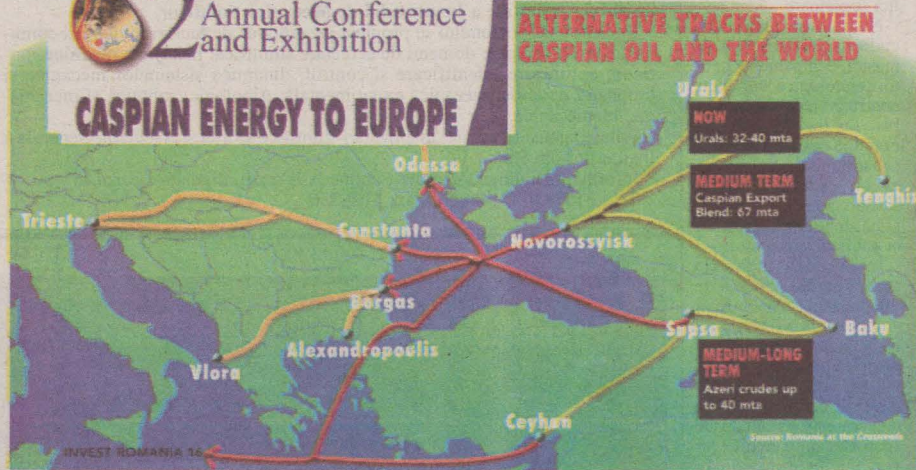 2
Annual Conference
and Exhibition
CASPIAN ENERGY TO EUROPE
ALTERNATIVE TRACKS BETWEEN
CASPIAN OIL AND THE WORLD
Urals
NOW
Urals: 32-40 mta
MEDIUM TERM
Caspian Export
Blend: 67 mta
Tenghiz
Odessa
Trieste
Constanta
Novorossyisk
Borgas
Alexandropoulis
Vlora
Supsa
Baku
MEDIUM-LONG
TERM
Azeri crudes up
to 40 mta
Ceyhan
Source: Romania at the Crossroads
INVEST ROMANIA 16